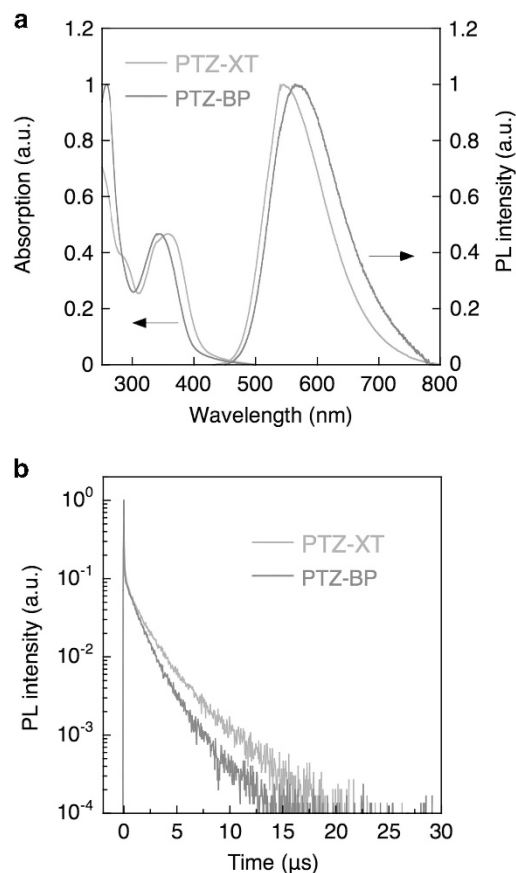 a
PTZ-XT
PTZ-BP
Absorption (a.u.)
1.2
1
0.8
0.6
0.4
0.2
0
PL intensity (a.u.)
1.2
1
0.8
0.6
0.4
0.2
0
300 400 500 600 700 800
Wavelength (nm)
b
PTZ-XT
PTZ-BP
PL intensity (a.u.)
10⁰
10⁻¹
10⁻²
10⁻³
10⁻⁴
0 5 10 15 20 25 30
Time (μs)